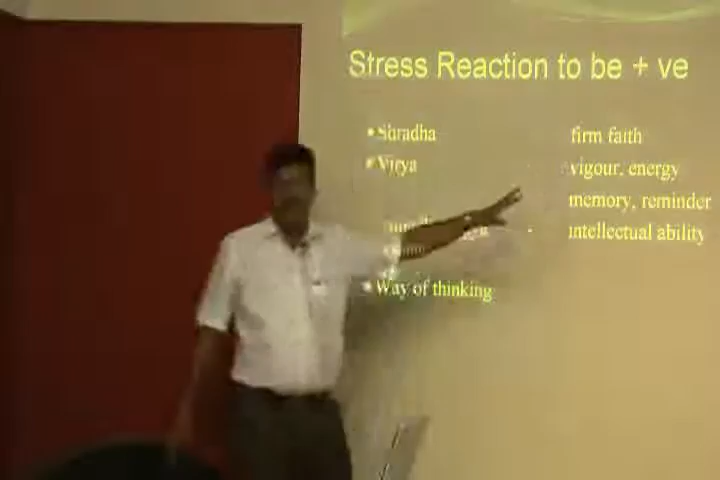 Stress Reaction to be + ve
• Shradha firm faith
• Virya vigour, energy
memory, reminder
intellectual ability
• Way of thinking